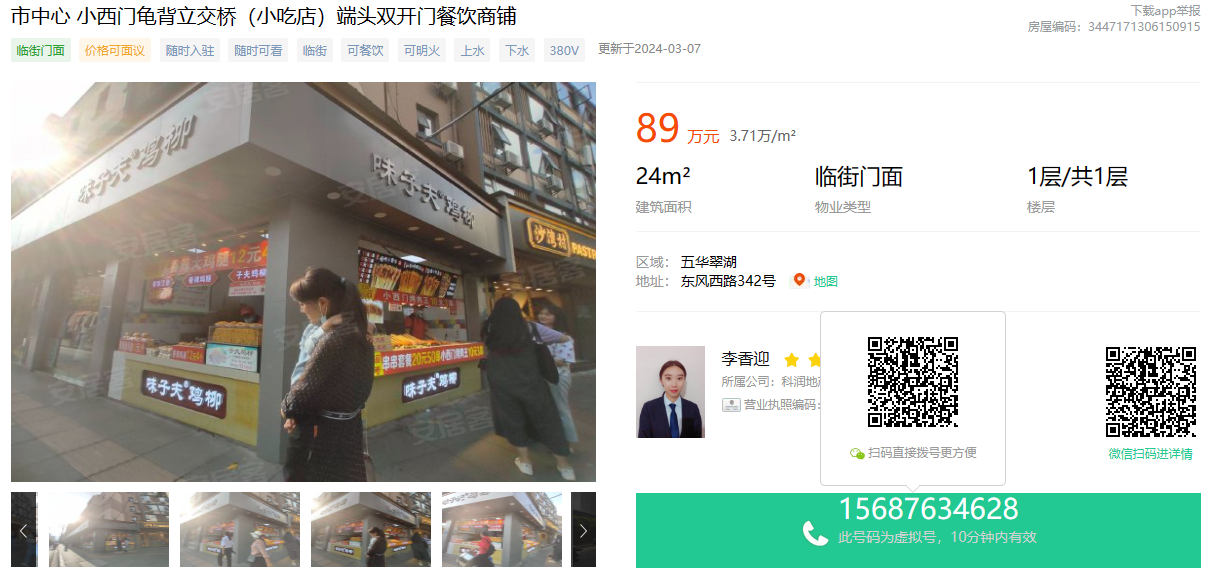 市中心 小西门龟背立交桥（小吃店）端头双开门餐饮商铺
下载app举报
房屋编码：3447171306150915
临街门面 价格可面议 随时入驻 随时可看 临街 可餐饮 可明火 上水 下水 380V 更新于2024-03-07
味子夫®鸡柳
味子夫®鸡柳
沙湾村
味子夫®鸡柳
味子夫®鸡柳
89 万元 3.71万/m²
24m² 临街门面 1层/共1层
建筑面积 物业类型 楼层
区域： 五华翠湖
地址： 东风西路342号 地图
李香迎
所属公司：科润地
营业执照编码：
扫码直接拨号更方便
微信扫码进详情
15687634628
此号码为虚拟号，10分钟内有效